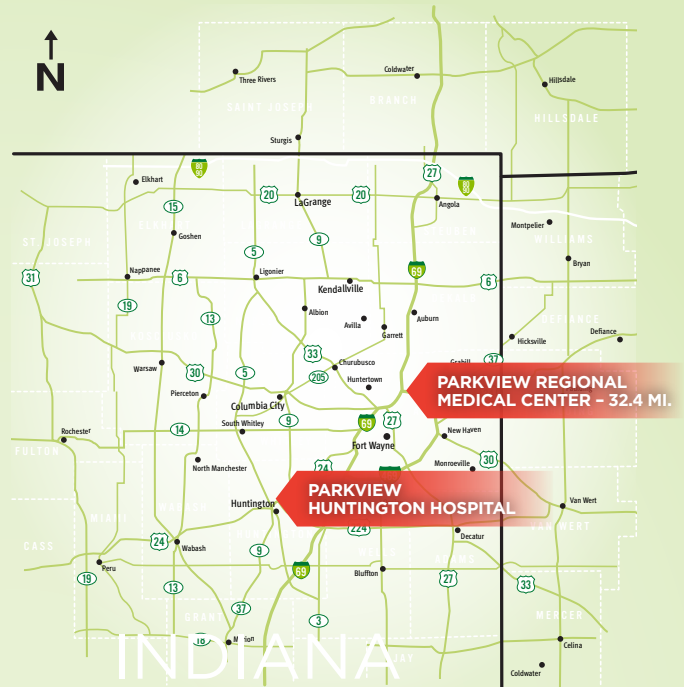 N
Three Rivers
Coldwater
Hillsdale
SAINT JOSEPH
BRANCH
HILLSDALE
Sturgis
80
90
Elkhart
27
20
20
LaGrange
Angola
15
Goshen
9
Montpelier
ST. JOSEPH
WILLIAMS
5
Bryan
31
Nappanee
6
Ligonier
69
6
Kendallville
19
13
Albion
Avilla
Auburn
Garrett
DEFIANCE
Defiance
Hicksville
33
37
Warsaw
30
5
Churubusco
205
Huntertown
PARKVIEW REGIONAL
MEDICAL CENTER – 32.4 MI.
Pierceton
Columbia City
9
69
27
South Whitley
14
Rochester
FULTON
Fort Wayne
New Haven
North Manchester
24
Monroeville
30
PARKVIEW
HUNTINGTON HOSPITAL
Huntington
Van Wert
VAN WERT
MIAMI
WABASH
224
Decatur
24
Wabash
9
CASS
ADAMS
Peru
69
Bluffton
19
13
27
33
37
GRANT
3
MERCER
18
Marion
Celina
JAY
INDIANA
Coldwater